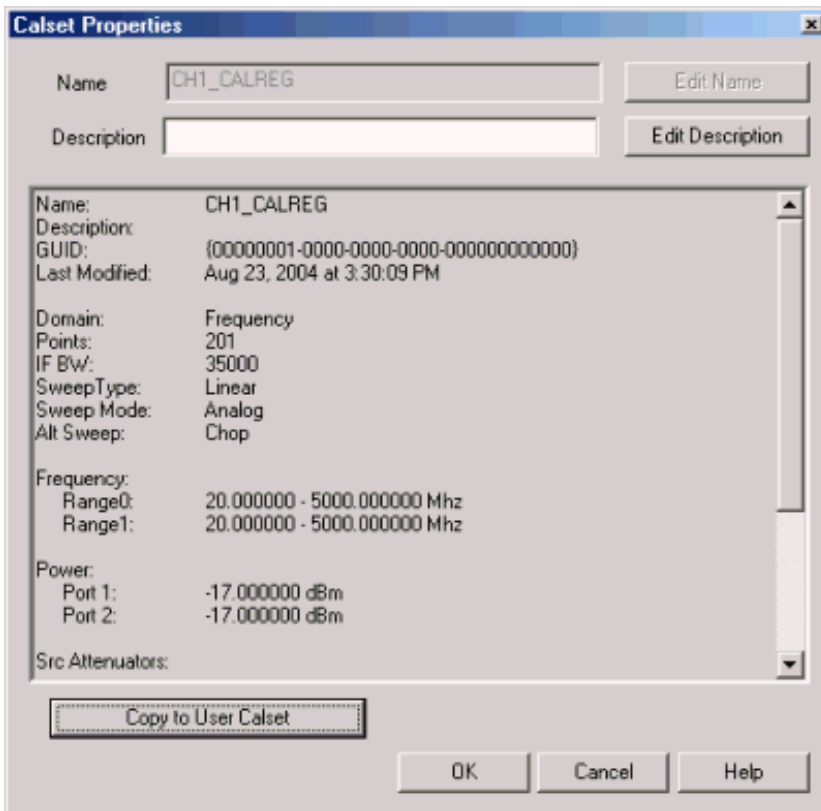 Calset Properties
Name CH1_CALREG Edit Name
Description Edit Description
Name: CH1_CALREG
Description:
GUID: {00000001-0000-0000-0000-000000000000}
Last Modified: Aug 23, 2004 at 3:30:09 PM
Domain: Frequency
Points: 201
IF BW: 35000
SweepType: Linear
Sweep Mode: Analog
Alt Sweep: Chop
Frequency:
Range0: 20.000000 - 5000.000000 Mhz
Range1: 20.000000 - 5000.000000 Mhz
Power:
Port 1: -17.000000 dBm
Port 2: -17.000000 dBm
Src Attenuators:
Copy to User Calset
OK Cancel Help